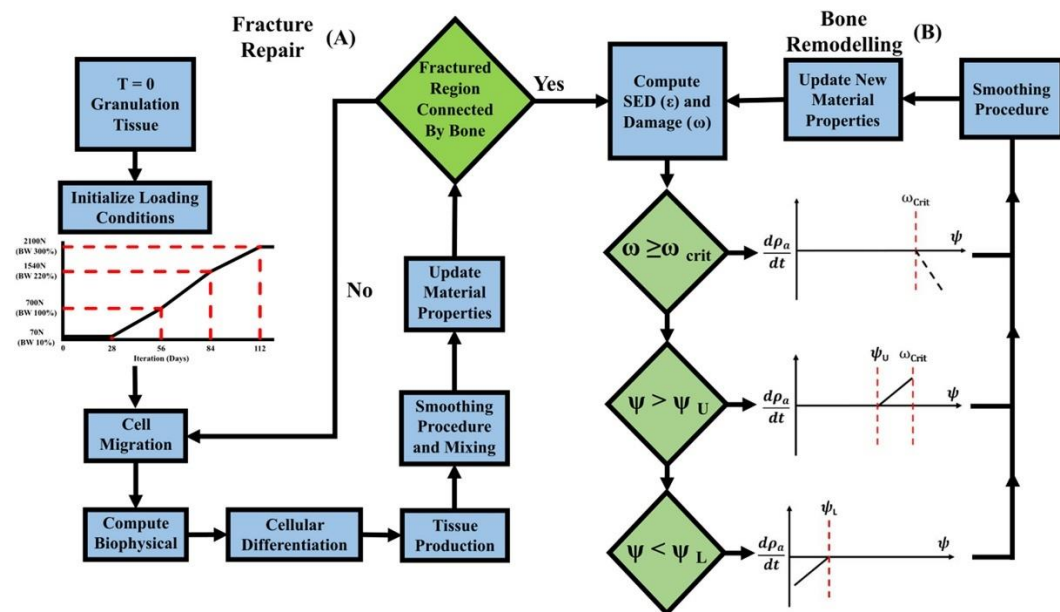 Fracture
Repair
(A)
T = 0
Granulation
Tissue
Initialize Loading
Conditions
2100N
(BW 300%)
1540N
(BW 220%)
700N
(BW 100%)
70N
(BW 10%)
0 28 56 84 112
Iteration (Days)
Cell
Migration
Compute
Biophysical
Cellular
Differentiation
Tissue
Production
Smoothing
Procedure
and Mixing
Update
Material
Properties
Fractured
Region
Connected
By Bone
No
Yes
Bone
Remodelling
(B)
Compute
SED (ε) and
Damage (ω)
Update New
Material
Properties
Smoothing
Procedure
ω ≥ω crit
dρₐ
dt
ωCrit
ψ
ψ > ψ U
dρₐ
dt
ψU ωCrit
ψ
ψ < ψ L
dρₐ
dt
ψL
ψ